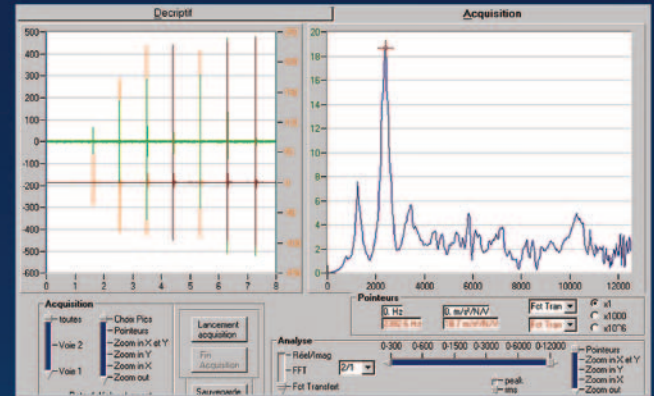 Decriptif
Acquisition
500
400
300
200
100
0
-100
-200
-300
-400
-500
-600
0 1 2 3 4 5 6 7 8
20
18
16
14
12
10
8
6
4
2
0
0 2000 4000 6000 8000 10000 12000
Acquisition
toutes
Voie 2
Voie 1
Choix Pics
Pointeurs
Zoom in X et Y
Zoom in Y
Zoom in X
Zoom out
Lancement
acquisition
Fin
Acquisition
Sauvegarde
Pointeurs
0. Hz
0. m/s²/N/V
Fct Tran
Fct Tran
x1
x1000
x10^6
Analyse
Réel/Imag
FFT
Fct Transfert
2/1
0-300 0-600 0-1500 0-3000 0-6000 0-12000
peak
rms
Pointeurs
Zoom in X et Y
Zoom in Y
Zoom in X
Zoom out